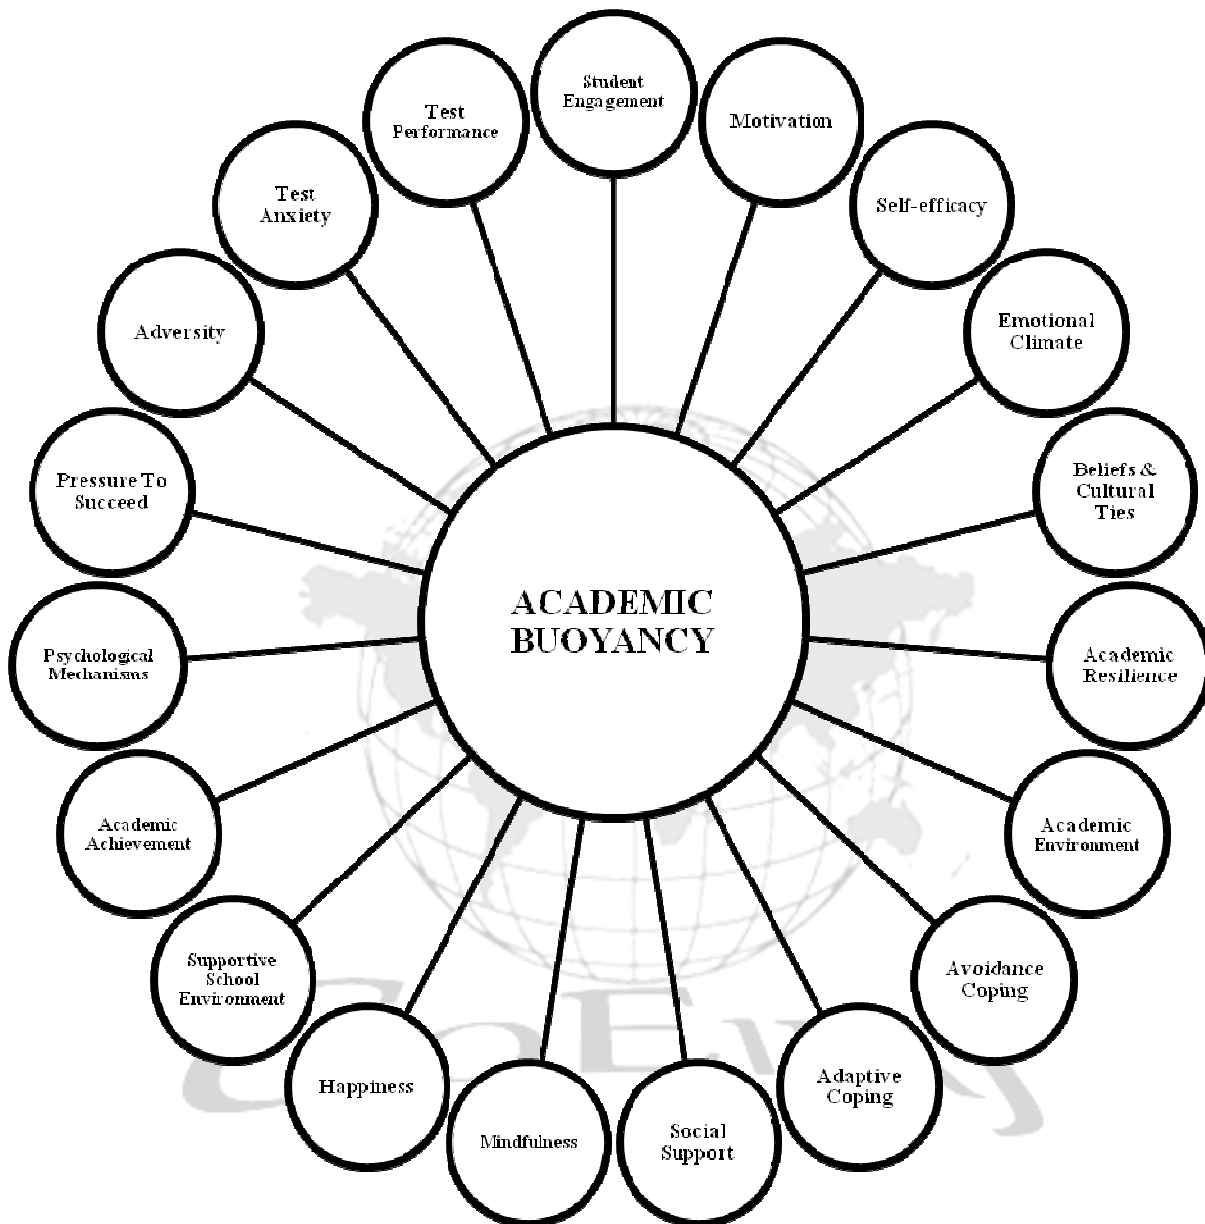 Student
Engagement
Motivation
Self-efficacy
Emotional
Climate
Beliefs &
Cultural
Ties
Academic
Resilience
Academic
Environment
Avoidance
Coping
Adaptive
Coping
Social
Support
Mindfulness
Happiness
Supportive
School
Environment
Academic
Achievement
Psychological
Mechanisms
Pressure To
Succeed
Adversity
Test
Anxiety
Test
Performance
ACADEMIC
BUOYANCY